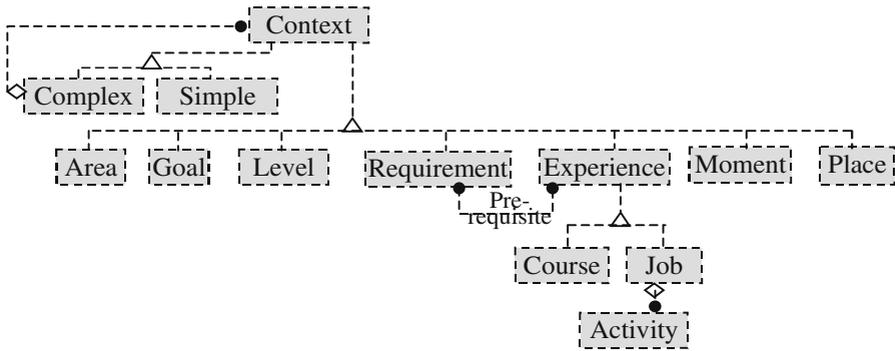 Context
Complex Simple
Area Goal Level Requirement Experience Moment Place
Pre-
requisite
Course Job
Activity